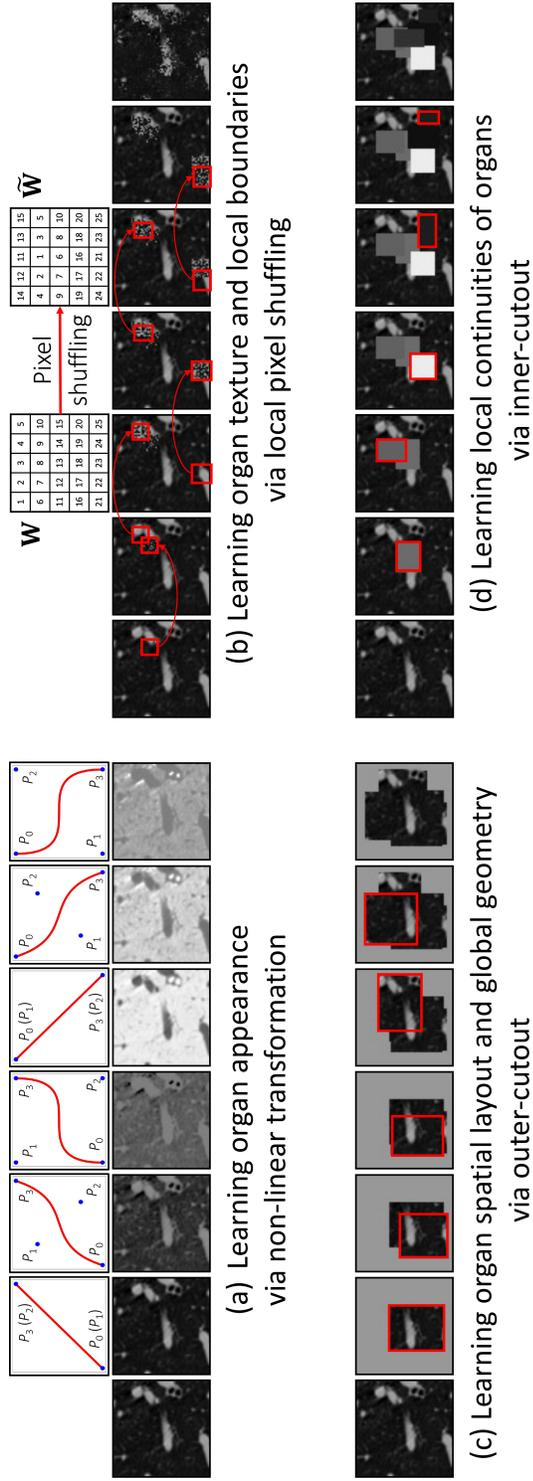 P3 (P2)
P0 (P1)
P1
P3
P2
P0
P1
P3
P0
P2
P0 (P1)
P3 (P2)
P0
P2
P1
P3
P0
P2
P1
P3
(a) Learning organ appearance
via non-linear transformation
W
1 2 3 4 5
6 7 8 9 10
11 12 13 14 15
16 17 18 19 20
21 22 23 24 25
Pixel
shuffling
14 12 11 13 15
4 2 1 3 5
9 7 6 8 10
19 17 16 18 20
24 22 21 23 25
W̃
(b) Learning organ texture and local boundaries
via local pixel shuffling
(c) Learning organ spatial layout and global geometry
via outer-cutout
(d) Learning local continuities of organs
via inner-cutout